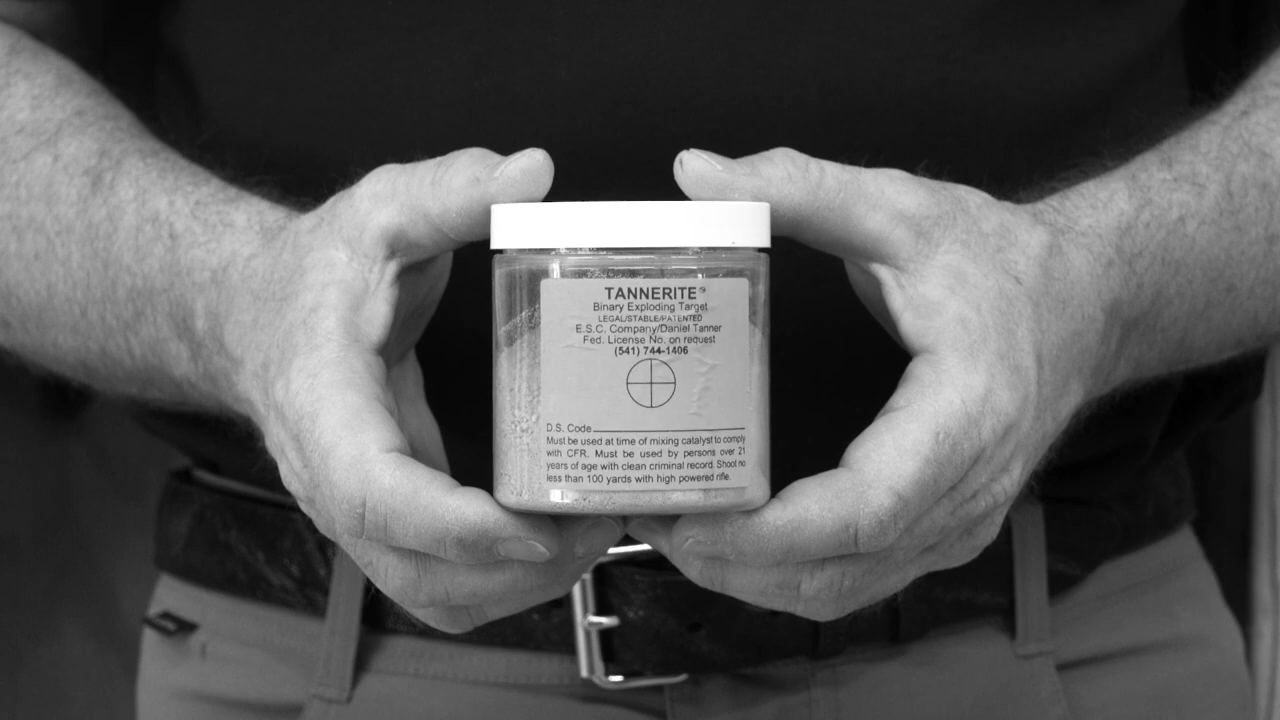 TANNERITE®
Binary Exploding Target
LEGAL/STABLE/PATENTED
E.S.C. Company/Daniel Tanner
Fed. License No. on request
(541) 744-1406
D.S. Code
Must be used at time of mixing catalyst to comply
with CFR. Must be used by persons over 21
years of age with clean criminal record. Shoot no
less than 100 yards with high powered rifle.